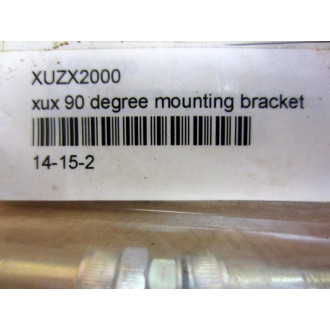 XUZX2000
xux 90 degree mounting bracket
14-15-2